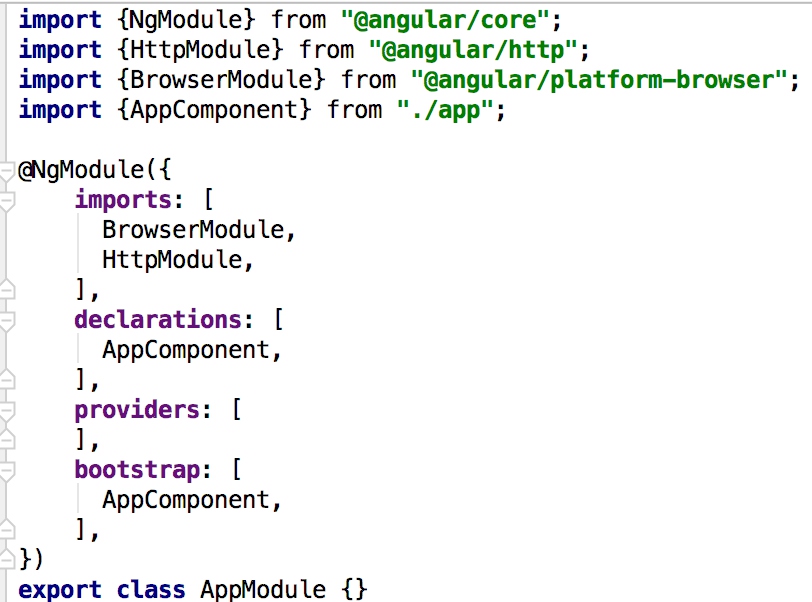 import {NgModule} from "@angular/core";
import {HttpModule} from "@angular/http";
import {BrowserModule} from "@angular/platform-browser";
import {AppComponent} from "./app";

@NgModule({
    imports: [
      BrowserModule,
      HttpModule,
    ],
    declarations: [
      AppComponent,
    ],
    providers: [
    ],
    bootstrap: [
      AppComponent,
    ],
})
export class AppModule {}